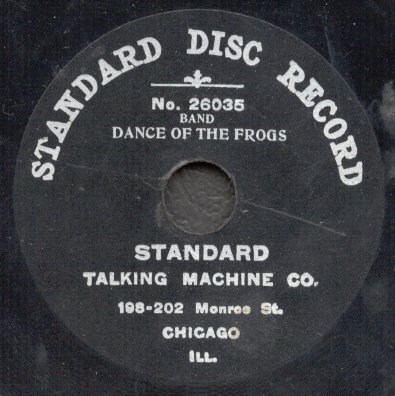 STANDARD DISC RECORD
No. 26035
BAND
DANCE OF THE FROGS
STANDARD
TALKING MACHINE CO.
198-202 Monroe St.
CHICAGO
ILL.